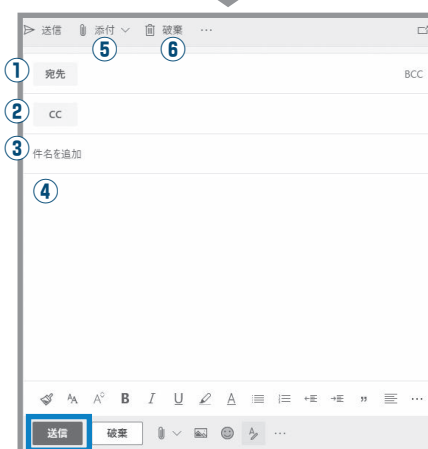 送信 添付 破棄 ...
⑤ ⑥
① 宛先 BCC
② CC
③ 件名を追加
④
B I U A ...
送信 破棄 ...